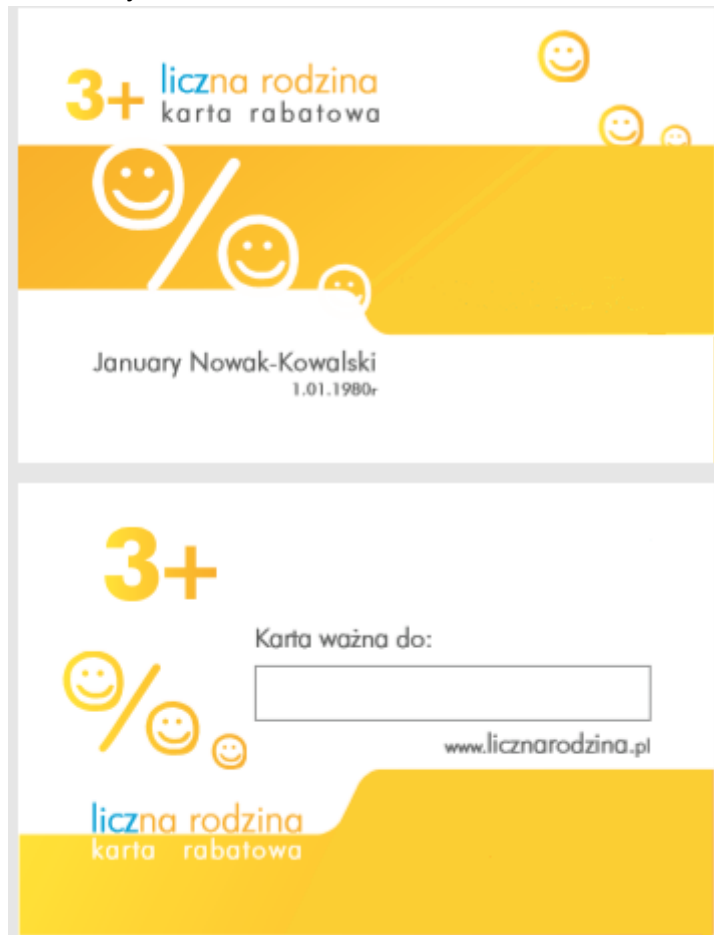 3+ liczna rodzina
karta rabatowa
%
January Nowak-Kowalski
1.01.1980r
3+
Karta ważna do:
%
www.licznarodzina.pl
liczna rodzina
karta rabatowa